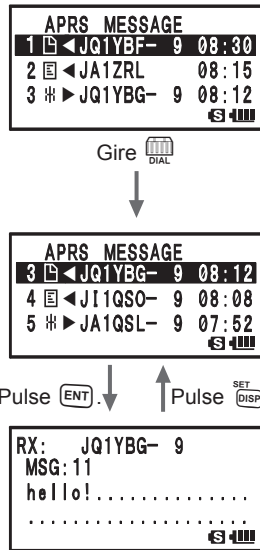 APRS MESSAGE
1 ◄JQ1YBF- 9 08:30
2 ◄JA1ZRL 08:15
3 ►JQ1YBG- 9 08:12
S
Gire DIAL
APRS MESSAGE
3 ◄JQ1YBG- 9 08:12
4 ◄JI1QSO- 9 08:08
5 ►JA1QSL- 9 07:52
S
Pulse ENT. Pulse SET DISP
RX: JQ1YBG- 9
MSG:11
hello!..............
....................
S